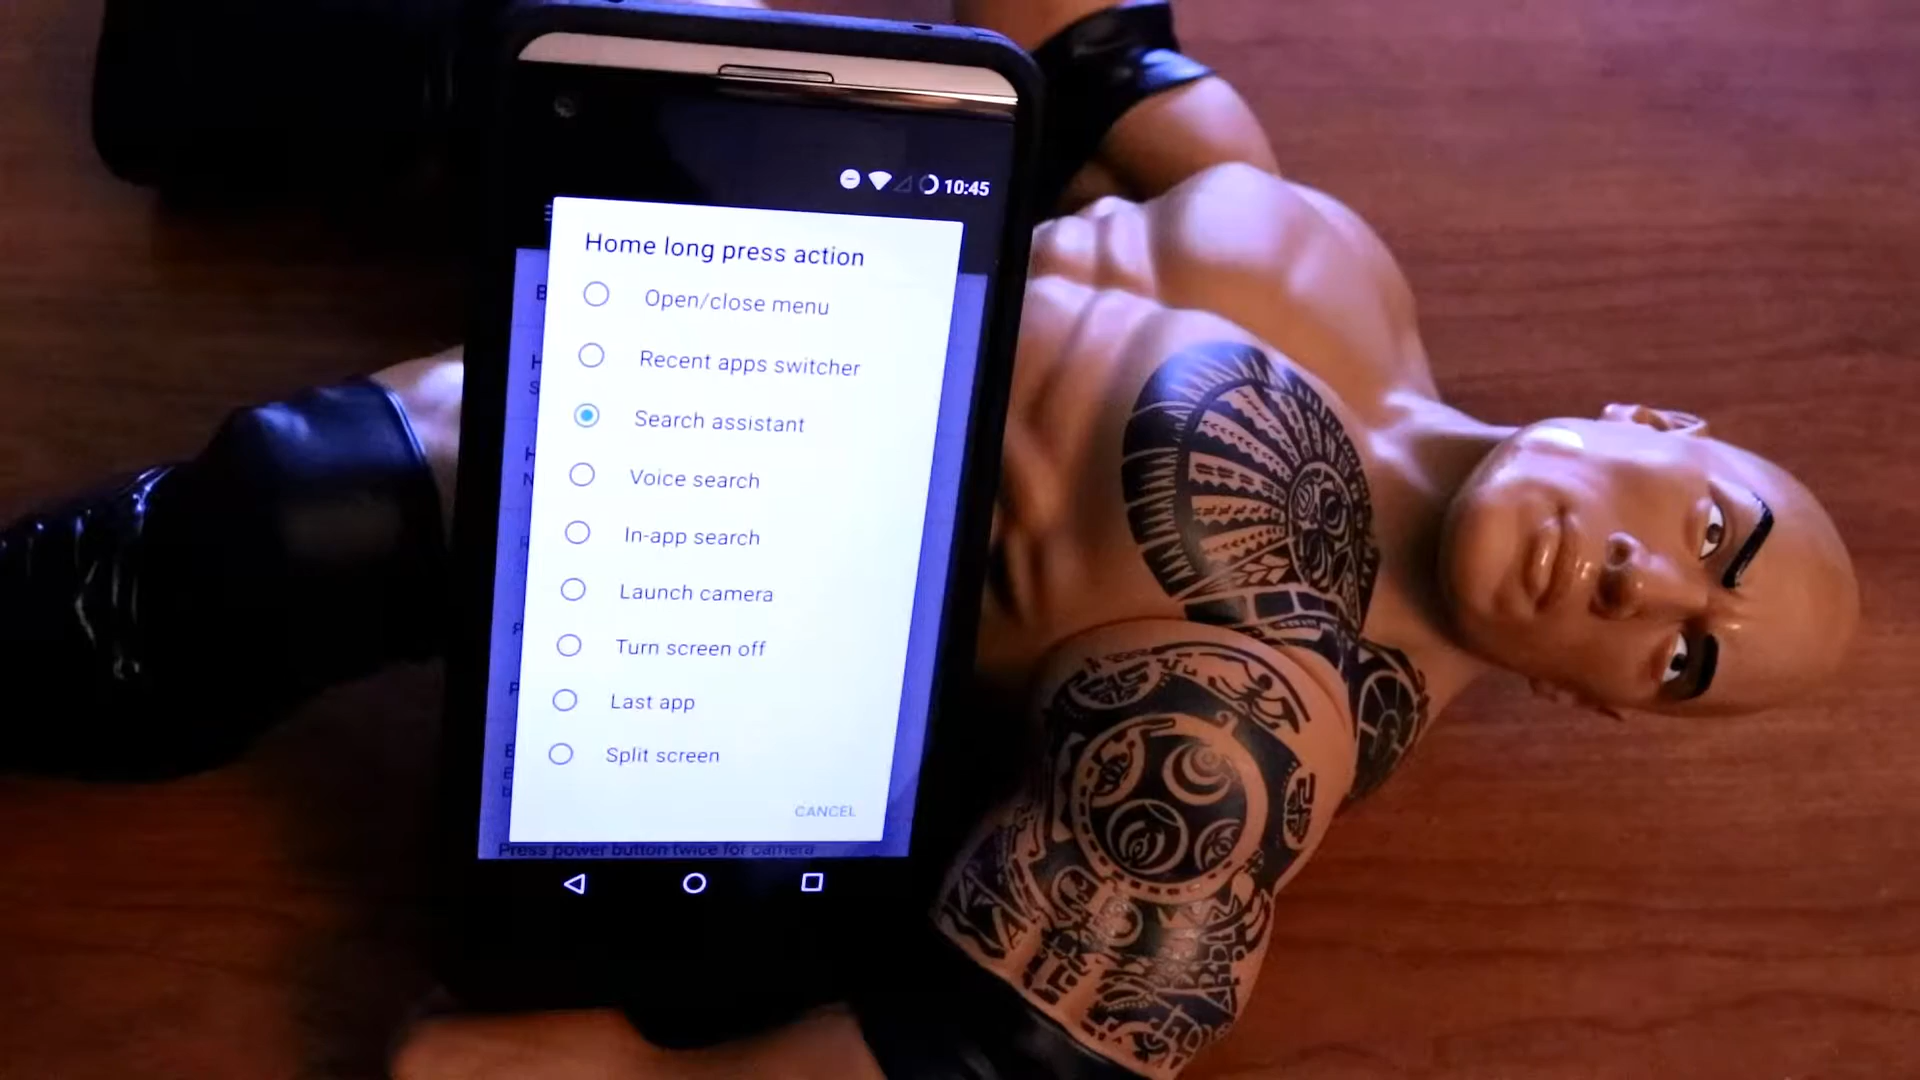 10:45
Home long press action
Open/close menu
Recent apps switcher
Search assistant
Voice search
In-app search
Launch camera
Turn screen off
Last app
Split screen
CANCEL
Press power button twice for camera